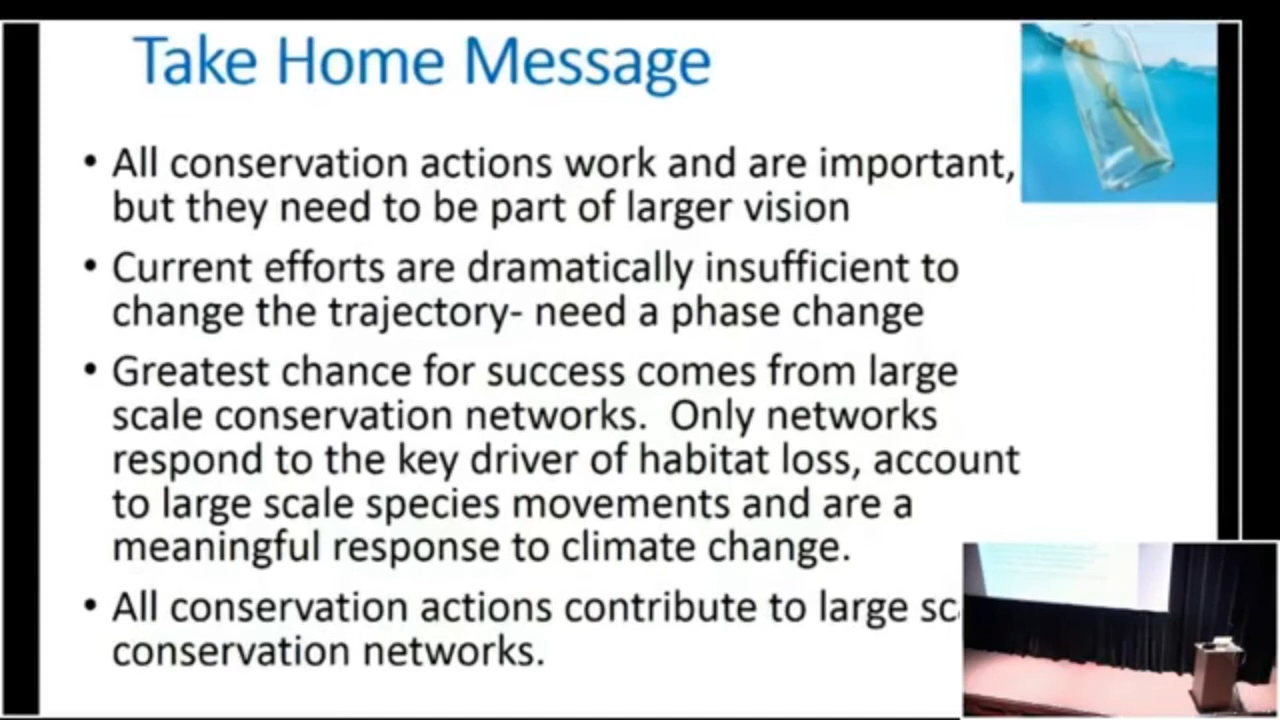 Take Home Message
• All conservation actions work and are important,
but they need to be part of larger vision
• Current efforts are dramatically insufficient to
change the trajectory- need a phase change
• Greatest chance for success comes from large
scale conservation networks.  Only networks
respond to the key driver of habitat loss, account
to large scale species movements and are a
meaningful response to climate change.
• All conservation actions contribute to large
conservation networks.